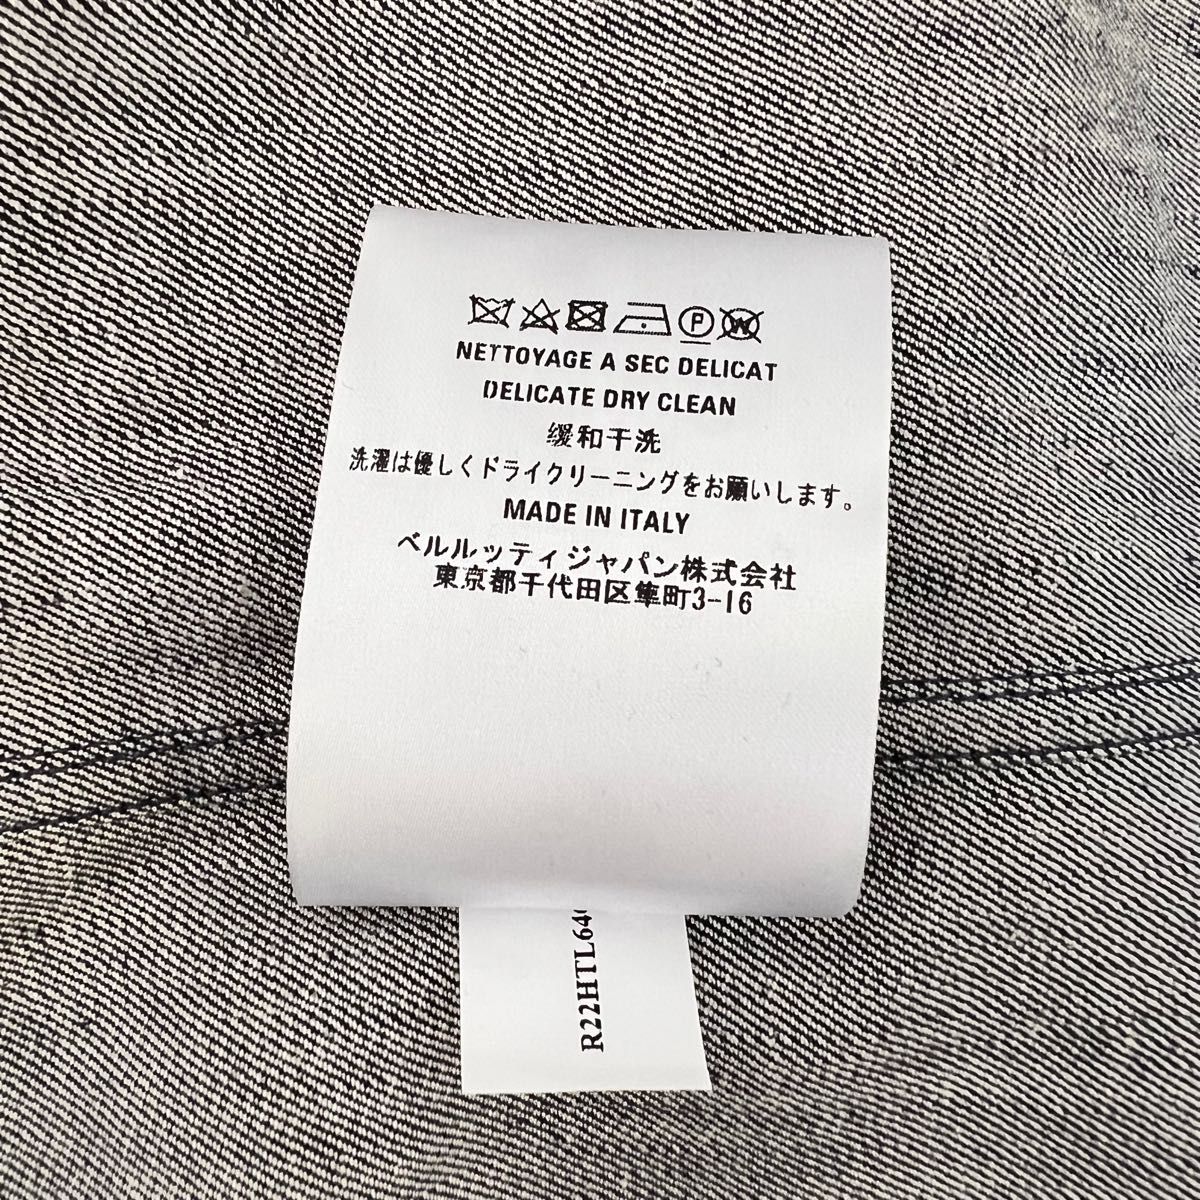 P W
NETTOYAGE A SEC DELICAT
DELICATE DRY CLEAN
缓和干洗
洗濯は優しくドライクリーニングをお願いします。
MADE IN ITALY
ベルルッティジャパン株式会社
東京都千代田区隼町3-16
R22HTL64